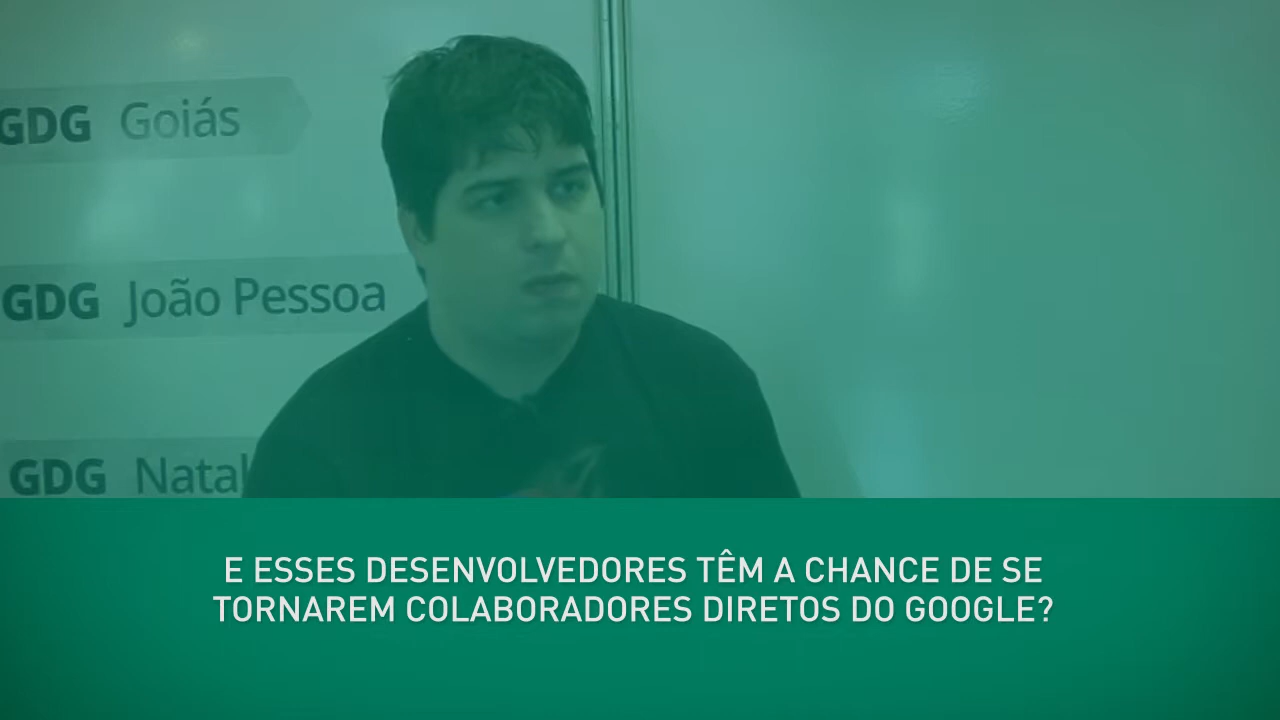 GDG Goiás
GDG João Pessoa
GDG Natal
E ESSES DESENVOLVEDORES TÊM A CHANCE DE SE
TORNAREM COLABORADORES DIRETOS DO GOOGLE?